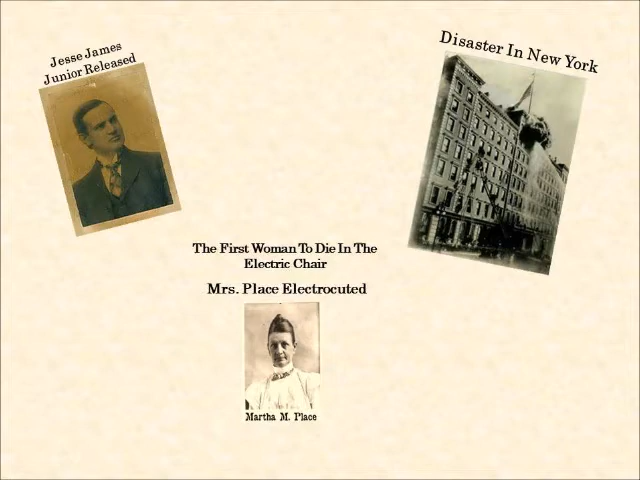 Jesse James
Junior Released
Disaster In New York
The First Woman To Die In The
Electric Chair
Mrs. Place Electrocuted
Martha M. Place